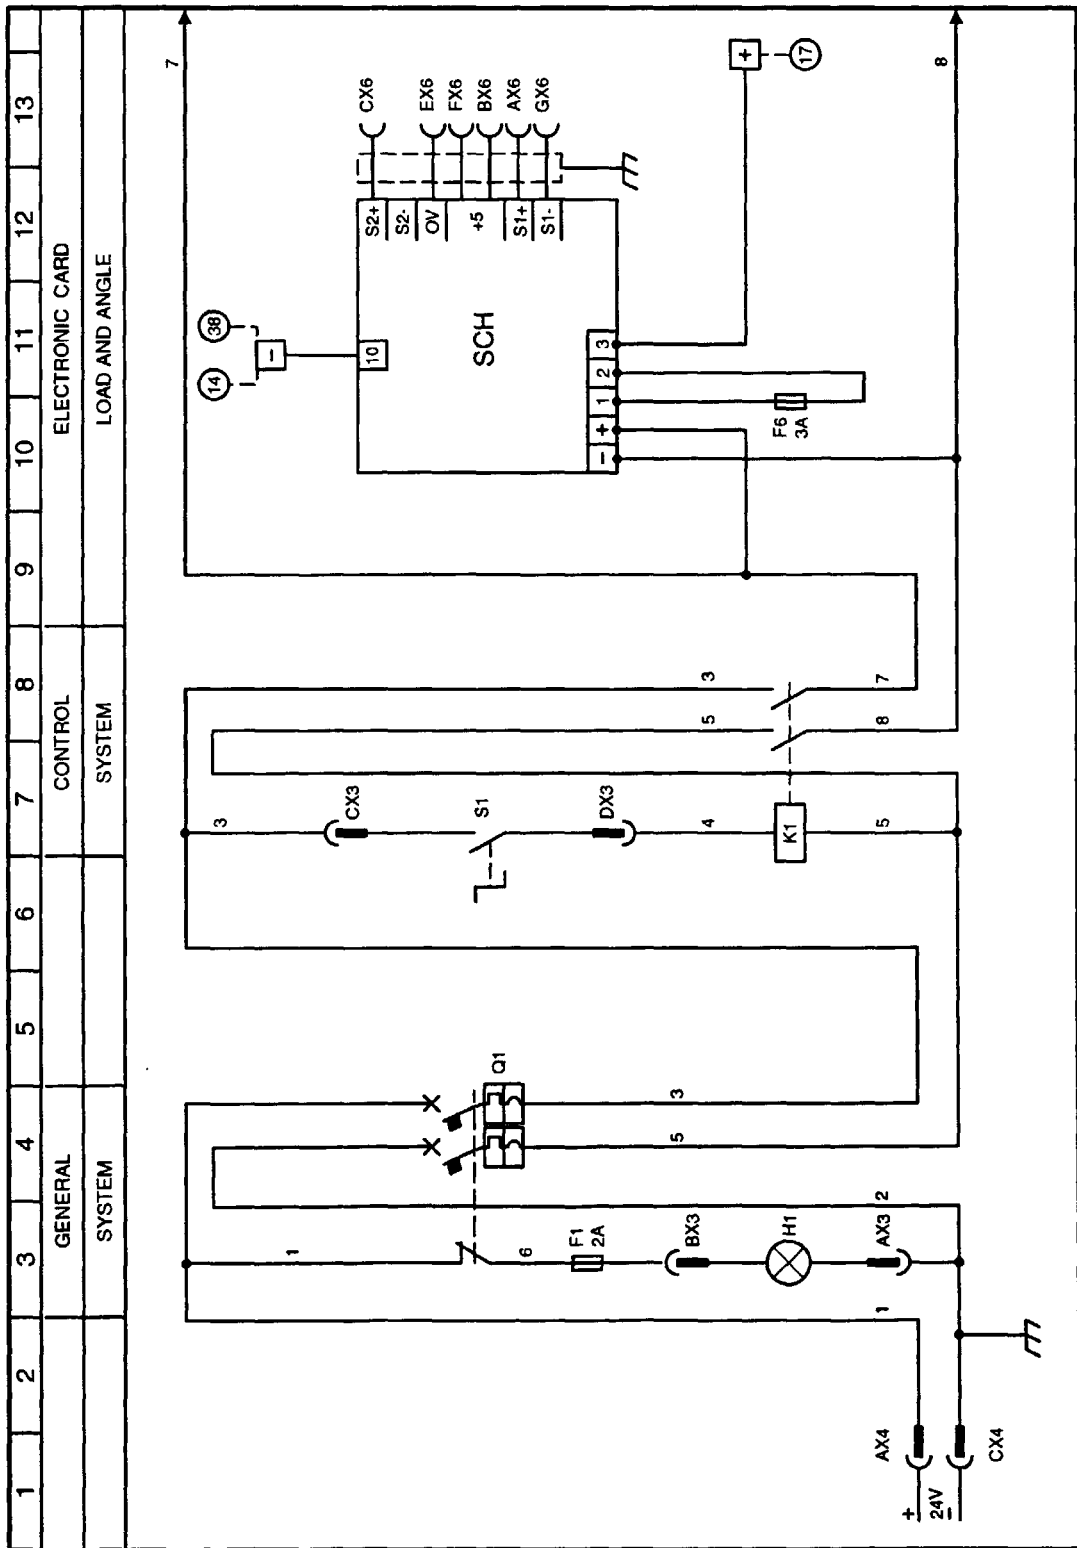 1 2 3 4 5 6 7 8 9 10 11 12 13
GENERAL CONTROL ELECTRONIC CARD
SYSTEM SYSTEM LOAD AND ANGLE
7
14 38
-
CX6
EX6
FX6
BX6
AX6
GX6
10
S2+
S2-
OV
+5
S1+
S1-
SCH
- + 1 2 3
F6
3A
+
17
8
3
CX3
S1
DX3
4
K1
5
5 3
8 7
Q1
5 3
1
6
F1
2A
BX3
H1
AX3
2
1
AX4
+
24V
-
CX4